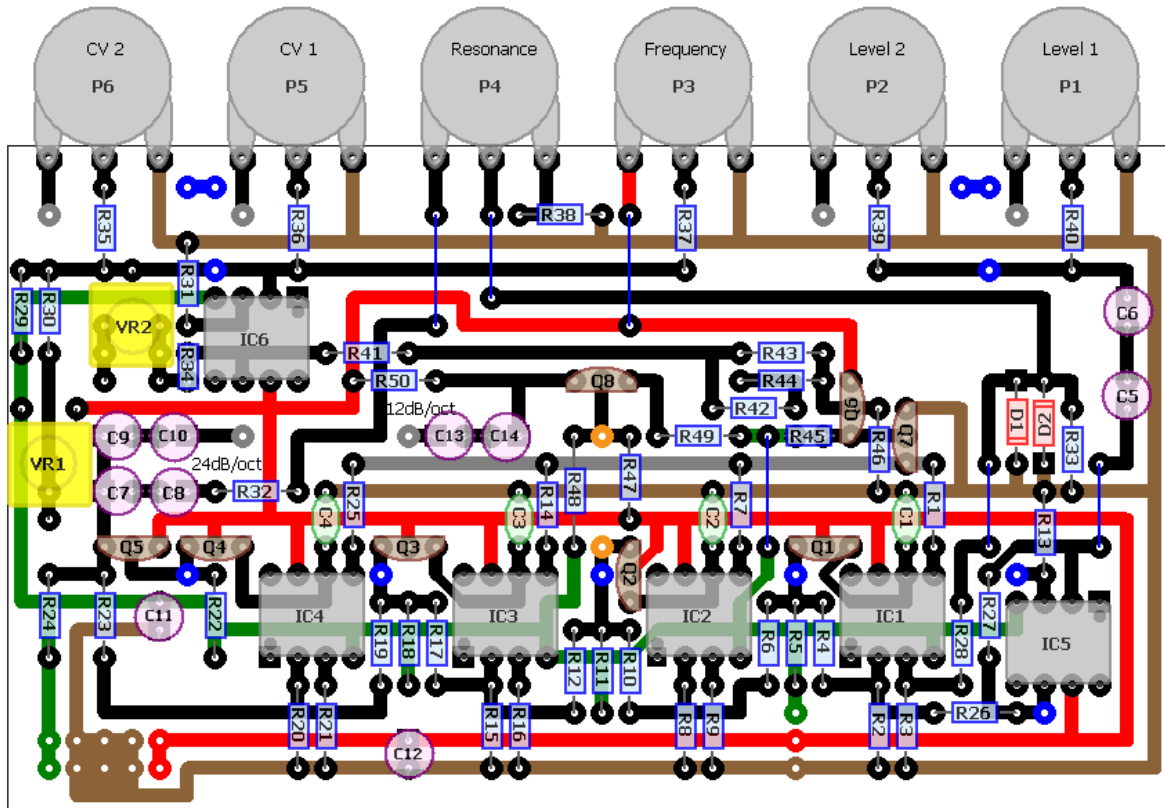 CV 2
CV 1
Resonance
Frequency
Level 2
Level 1
P6
P5
P4
P3
P2
P1
R38
R35
R36
R37
R39
R40
R31
R29
R30
VR2
IC6
C6
R34
R41
R43
R50
Q8
R44
Q6
C5
12dB/oct
R42
D1
D2
C9
C10
C13
C14
R49
R45
R46
Q7
R33
VR1
24dB/oct
R47
C7
C8
R32
R25
R14
R48
R7
R1
C4
C3
C2
C1
R13
Q5
Q4
Q3
Q2
Q1
R24
R23
C11
R22
IC4
R19
R18
R17
IC3
R12
R11
R10
IC2
R6
R5
R4
IC1
R28
R27
IC5
R20
R21
R15
R16
R8
R9
R2
R3
R26
C12